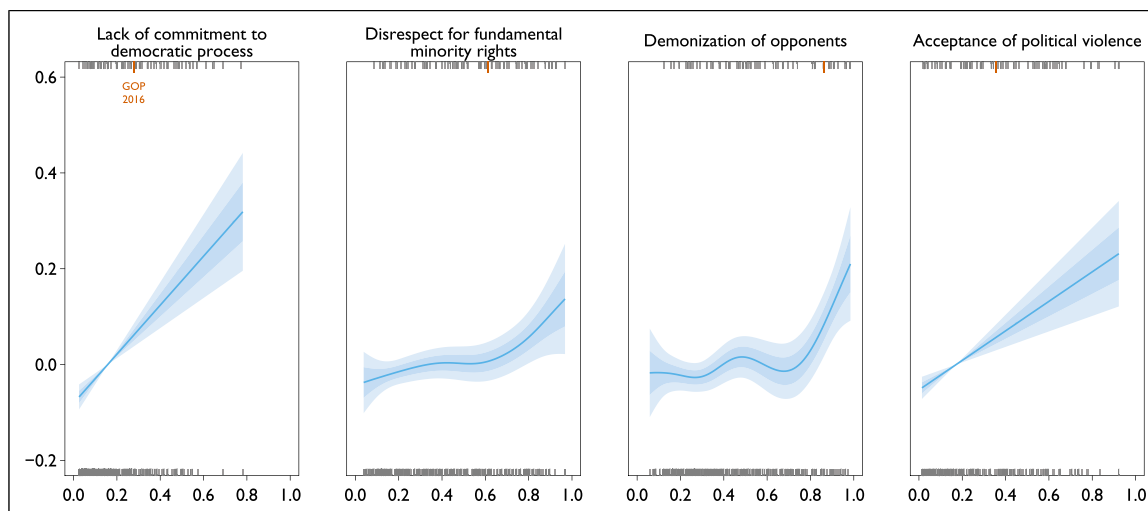 Lack of commitment to
democratic process
Disrespect for fundamental
minority rights
Demonization of opponents
Acceptance of political violence
GOP
2016
0.6
0.4
0.2
0.0
−0.2
0.0 0.2 0.4 0.6 0.8 1.0
0.0 0.2 0.4 0.6 0.8 1.0
0.0 0.2 0.4 0.6 0.8 1.0
0.0 0.2 0.4 0.6 0.8 1.0